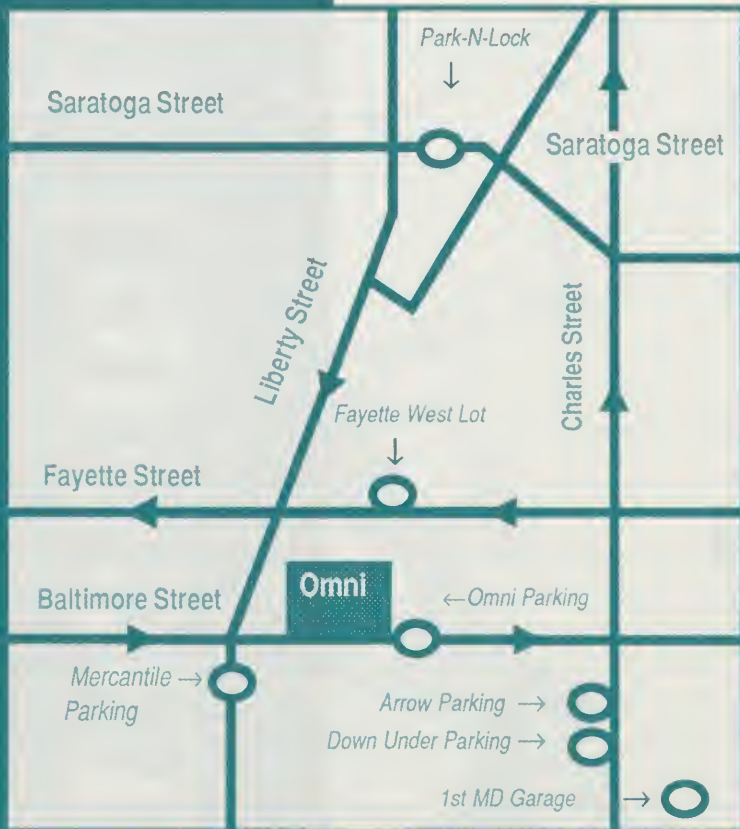 Park-N-Lock
↓
Saratoga Street
Saratoga Street
Liberty Street
Charles Street
Fayette West Lot
↓
Fayette Street
Omni
Baltimore Street
←Omni Parking
Mercantile →
Parking
Arrow Parking →
Down Under Parking →
1st MD Garage →